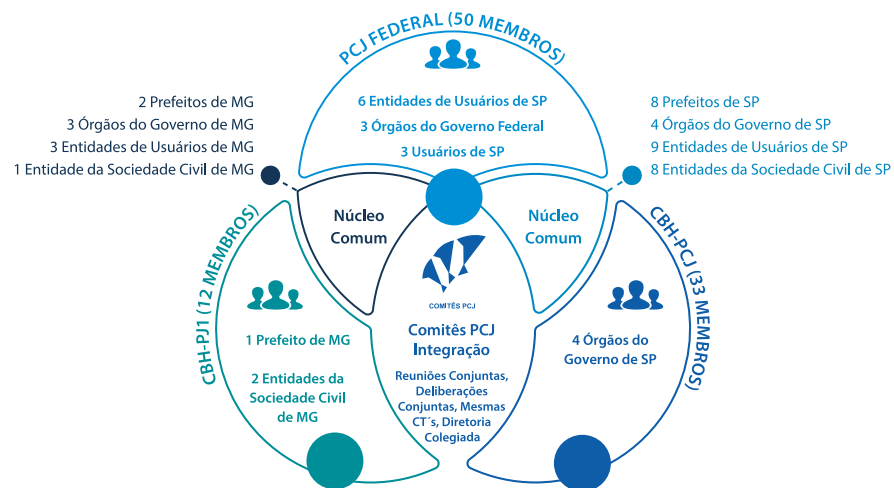 PCJ FEDERAL (50 MEMBROS)
6 Entidades de Usuários de SP
3 Órgãos do Governo Federal
3 Usuários de SP
2 Prefeitos de MG
3 Órgãos do Governo de MG
3 Entidades de Usuários de MG
1 Entidade da Sociedade Civil de MG
8 Prefeitos de SP
4 Órgãos do Governo de SP
9 Entidades de Usuários de SP
8 Entidades da Sociedade Civil de SP
Núcleo
Comum
Núcleo
Comum
COMITÊS PCJ
Comitês PCJ
Integração
Reuniões Conjuntas,
Deliberações
Conjuntas, Mesmas
CT´s, Diretoria
Colegiada
CBH-PJ1 (12 MEMBROS)
1 Prefeito de MG
2 Entidades da
Sociedade Civil
de MG
CBH-PCJ (33 MEMBROS)
4 Órgãos do
Governo de SP